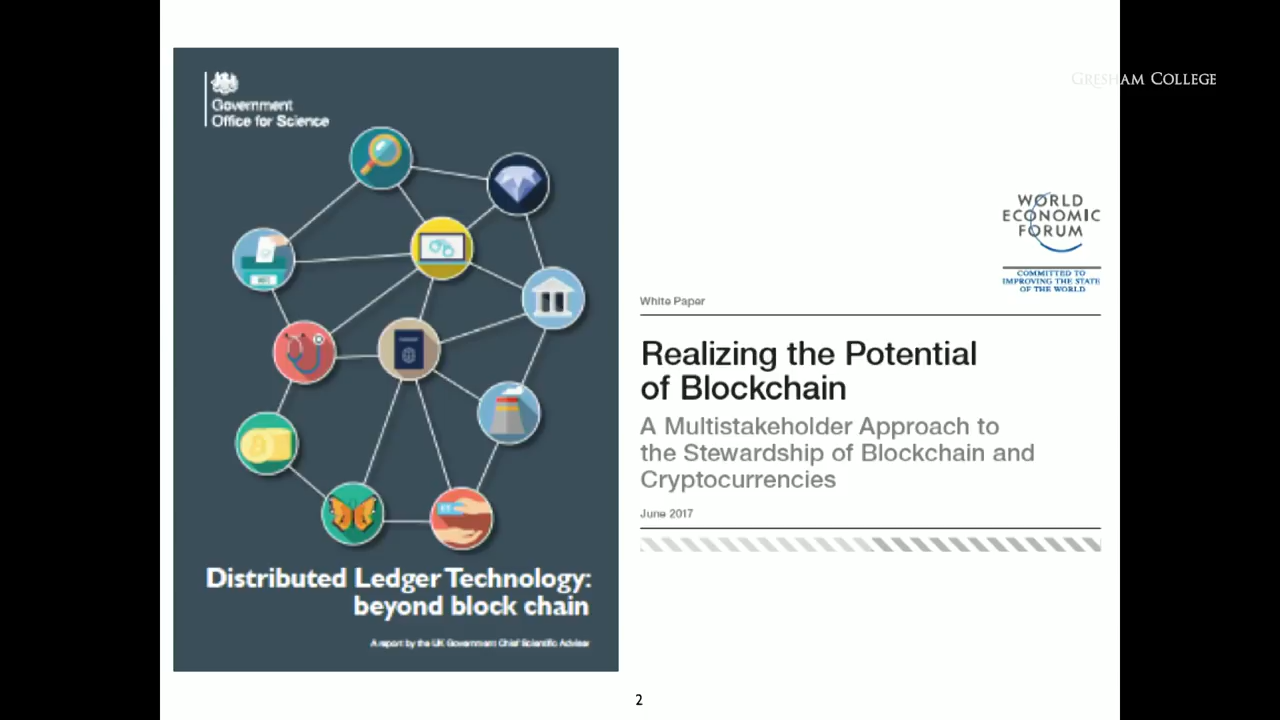 Government
Office for Science
Distributed Ledger Technology:
beyond block chain
A report by the UK Government Chief Scientific Adviser
GRESHAM COLLEGE
WORLD
ECONOMIC
FORUM
COMMITTED TO
IMPROVING THE STATE
OF THE WORLD
White Paper
Realizing the Potential
of Blockchain
A Multistakeholder Approach to
the Stewardship of Blockchain and
Cryptocurrencies
June 2017
2